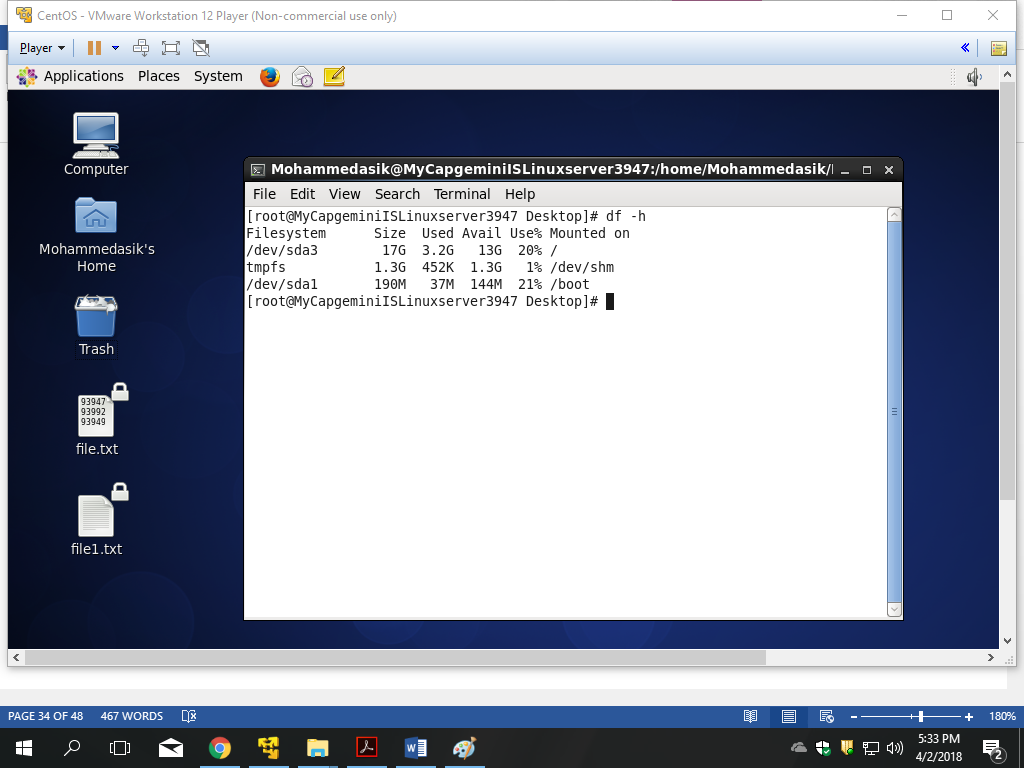 CentOS - VMware Workstation 12 Player (Non-commercial use only)
Player
Applications Places System
Computer
Mohammedasik's
Home
Trash
93947
93992
93949
file.txt
file1.txt
Mohammedasik@MyCapgeminiISLinuxserver3947:/home/Mohammedasik/
File Edit View Search Terminal Help
[root@MyCapgeminiISLinuxserver3947 Desktop]# df -h
Filesystem      Size  Used Avail Use% Mounted on
/dev/sda3        17G  3.2G   13G  20% /
tmpfs           1.3G  452K  1.3G   1% /dev/shm
/dev/sda1       190M   37M  144M  21% /boot
[root@MyCapgeminiISLinuxserver3947 Desktop]#
PAGE 34 OF 48 467 WORDS 180%
5:33 PM
4/2/2018
2